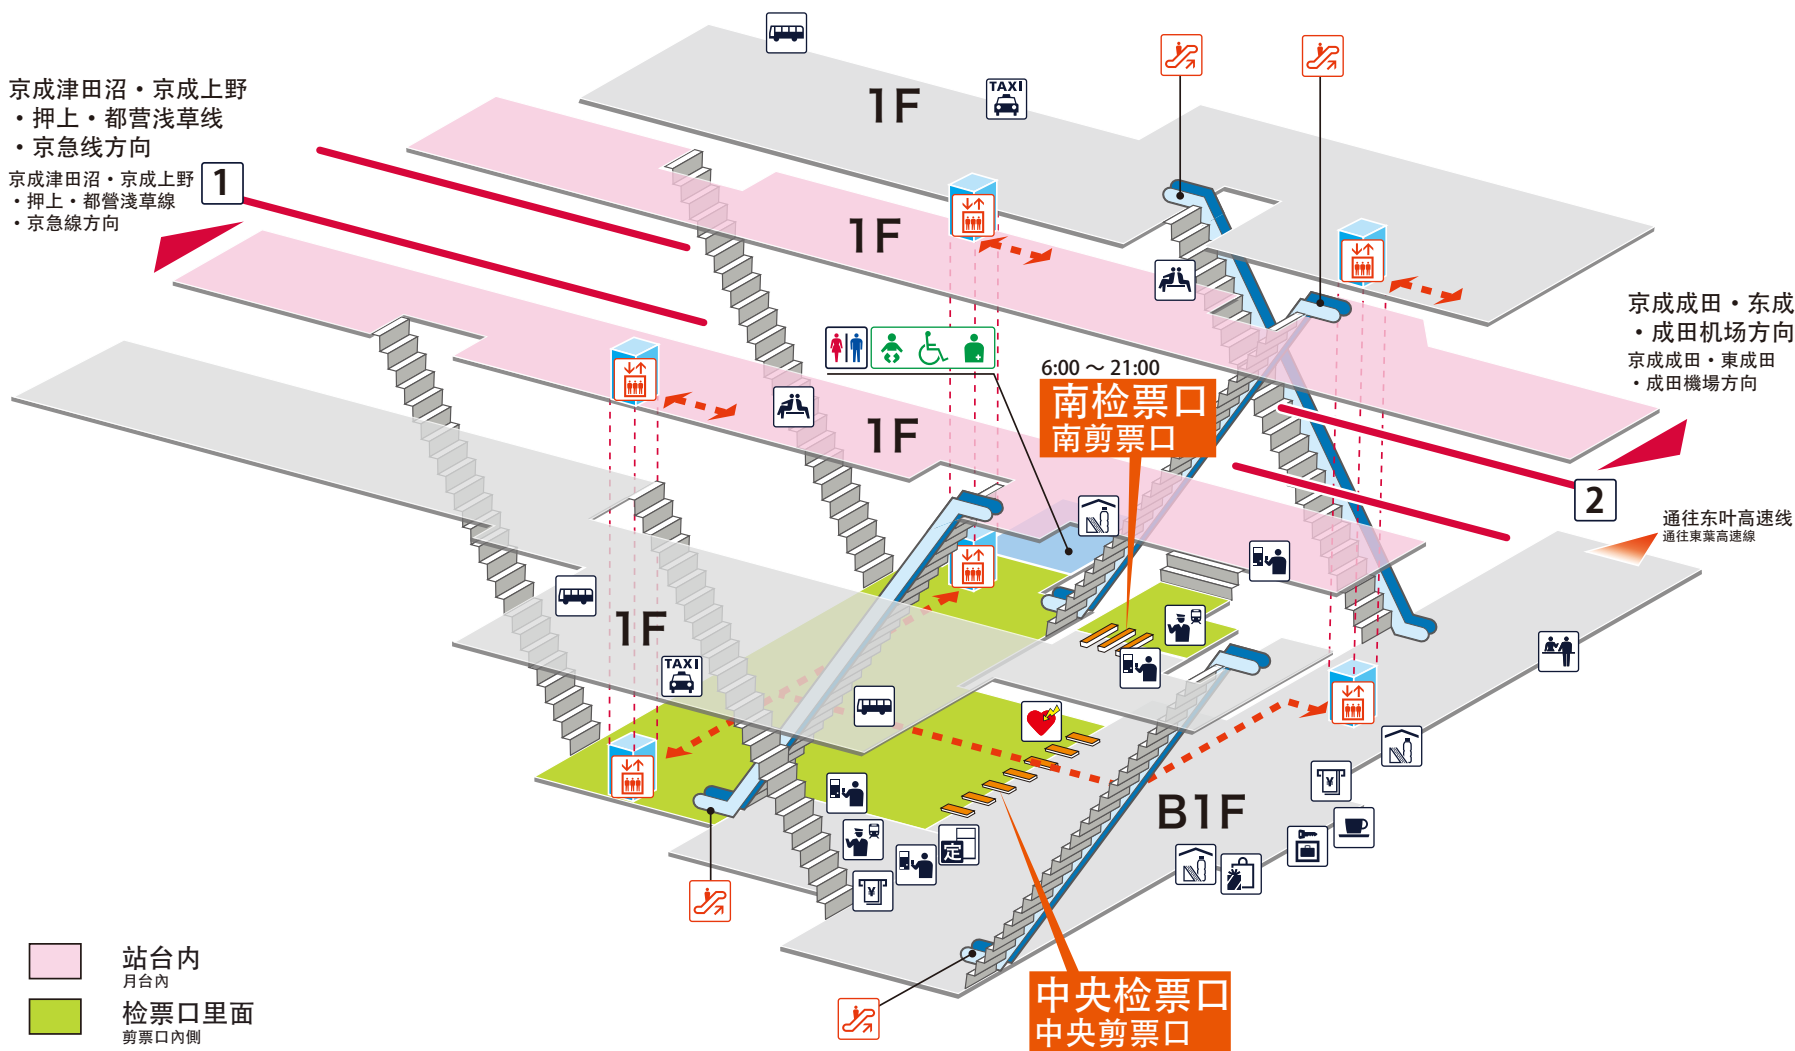 京成津田沼・京成上野
・押上・都营浅草线
・京急线方向
京成津田沼・京成上野
・押上・都營淺草線
・京急線方向
1
TAXI
1F
1F
1F
6:00 ～ 21:00
南检票口
南剪票口
京成成田・东成
・成田机场方向
京成成田・東成田
・成田機場方向
2
通往东叶高速线
通往東葉高速線
1F
TAXI
B1F
¥
定
¥
中央检票口
中央剪票口
站台内
月台內
检票口里面
剪票口內側